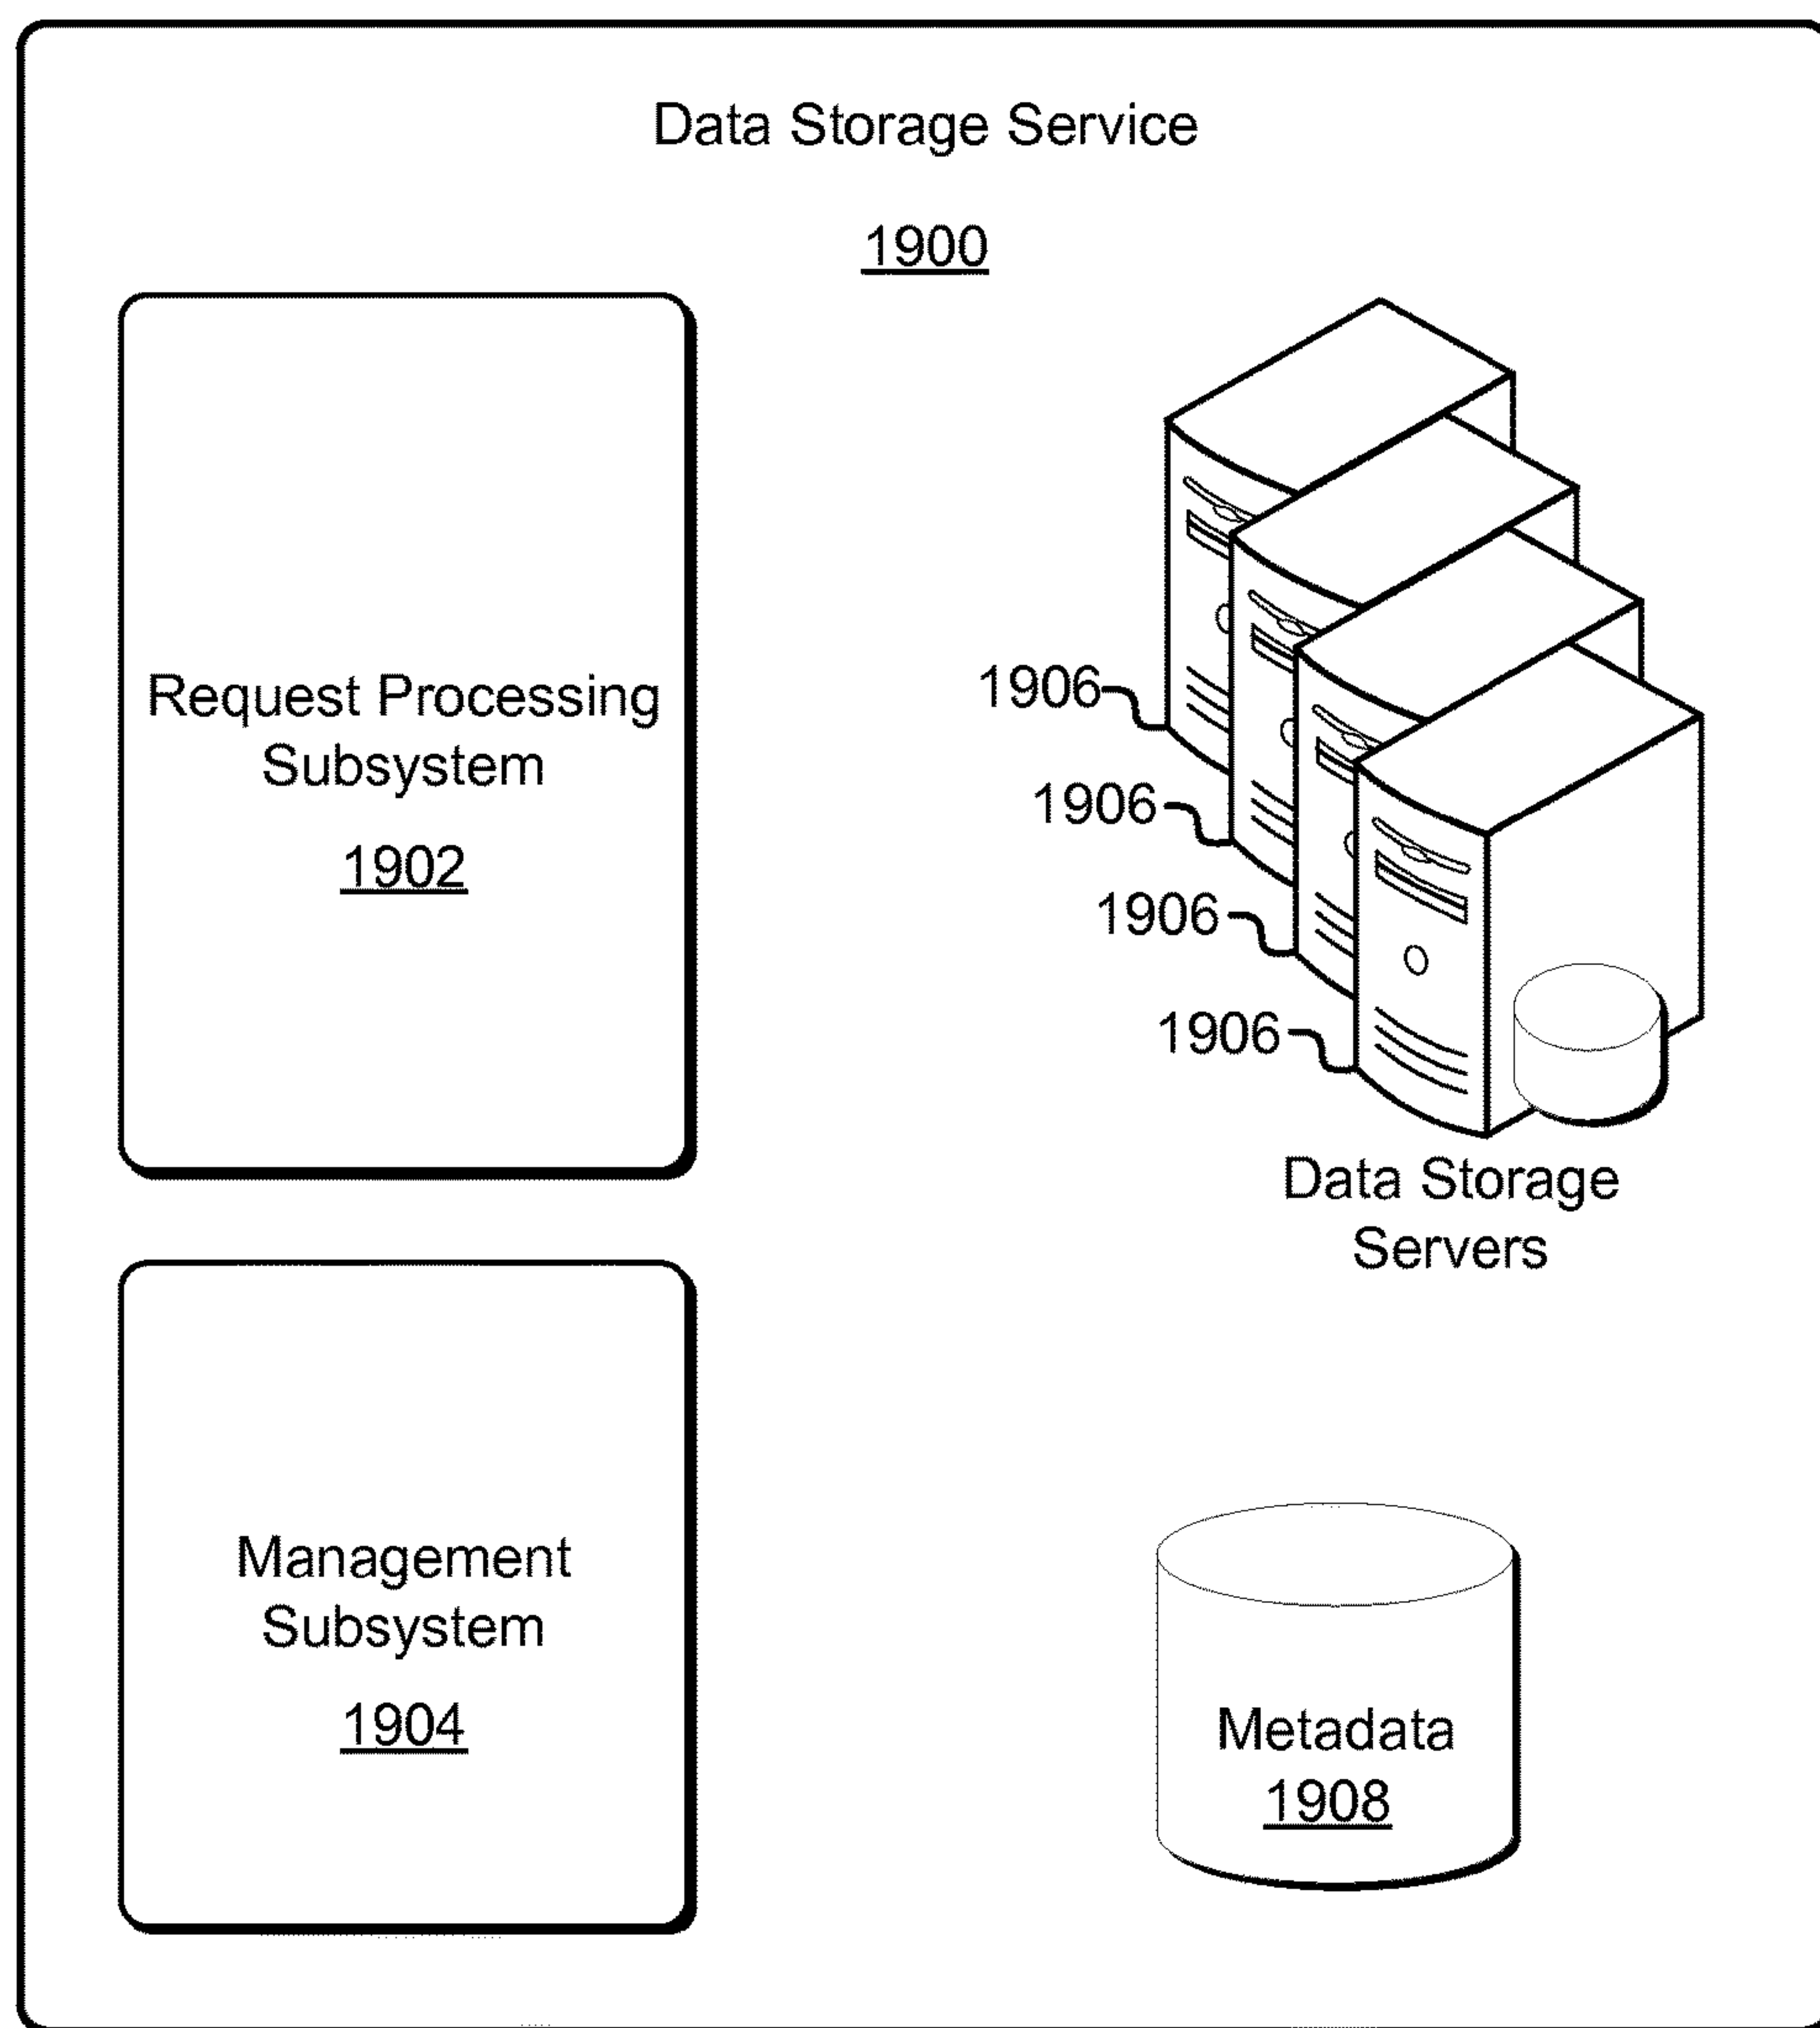 Data Storage Service
1900
Request Processing
Subsystem
1902
1906
1906
1906
1906
Data Storage
Servers
Management
Subsystem
1904
Metadata
1908